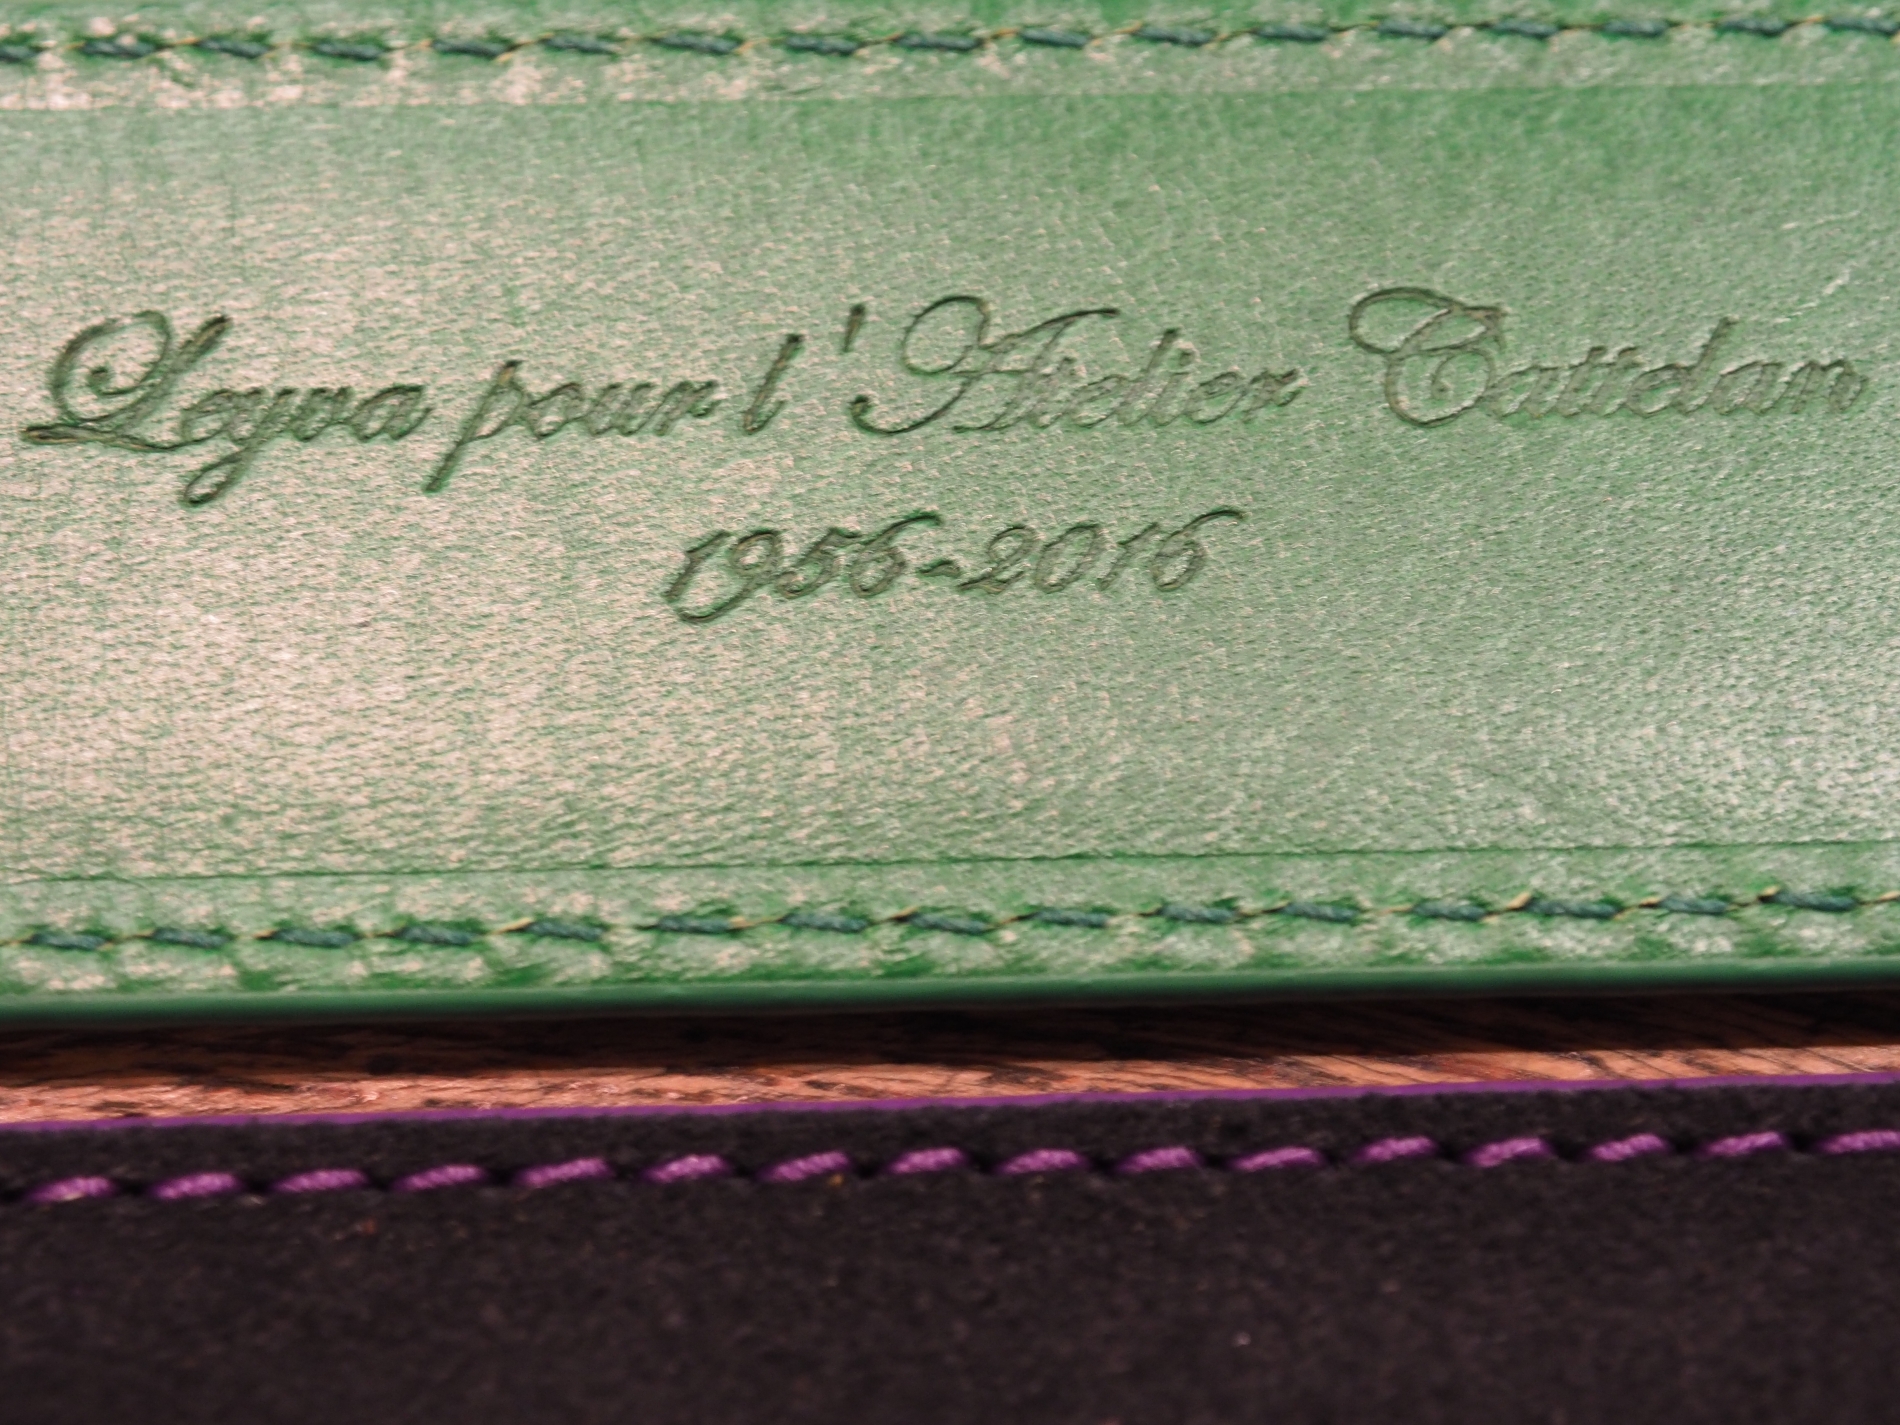 Leyva pour l'Atelier Cattelan
1956-2016